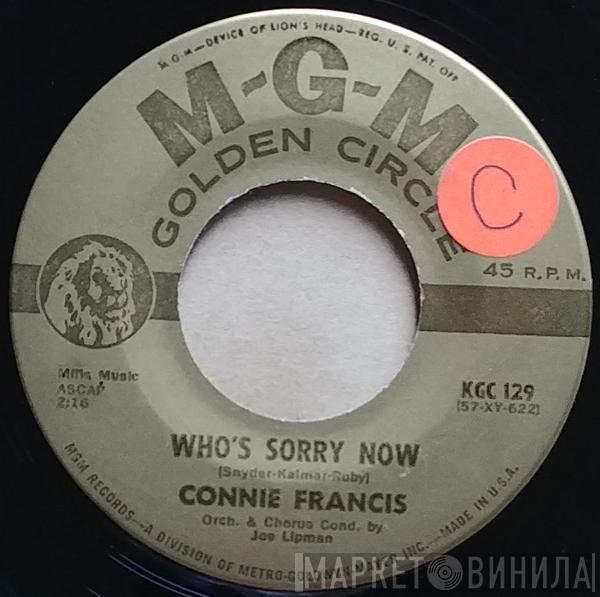 M-G-M—DEVICE OF LION'S HEAD—REG. U. S. PAT. OFF
M-G-M
GOLDEN CIRCLE
C
45 R.P.M.
Mills Music
ASCAP
2:16
KGC 129
(57-XY-622)
WHO'S SORRY NOW
(Snyder-Kalmar-Ruby)
CONNIE FRANCIS
Orch. & Chorus Cond. by
Joe Lipman
MGM RECORDS—A DIVISION OF METRO-GOLDWYN-MAYER INC.—MADE IN U.S.A.
МАРКЕТ ВИНИЛА